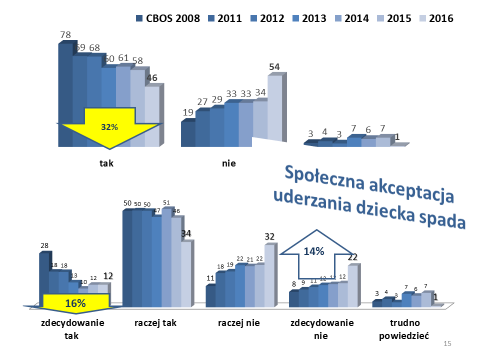 CBOS 2008 2011 2012 2013 2014 2015 2016
78 69 68 60 61 58 46
32%
tak
19 27 29 33 33 34 54
nie
3 4 3 7 6 7 1
Społeczna akceptacja
uderzania dziecka spada
28 18 18 13 10 12 12
16%
zdecydowanie
tak
50 50 50 47 51 46 34
raczej tak
11 18 19 22 21 22 32
raczej nie
14%
8 9 11 12 12 22
zdecydowanie
nie
3 4 3 7 6 7 1
trudno
powiedzieć
15